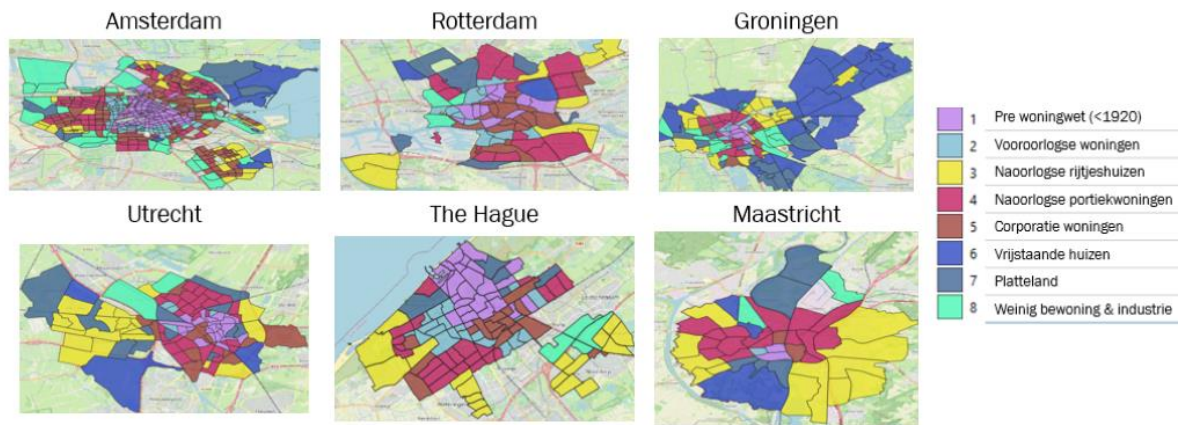 Amsterdam
Rotterdam
Groningen
Utrecht
The Hague
Maastricht
1 Pre woningwet (<1920)
2 Vooroorlogse woningen
3 Naoorlogse rijtjeshuizen
4 Naoorlogse portiekwoningen
5 Corporatie woningen
6 Vrijstaande huizen
7 Platteland
8 Weinig bewoning & industrie